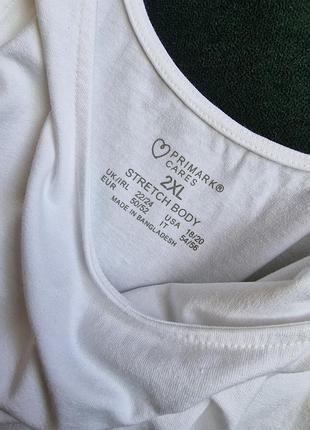 PRIMARK®
CARES
2XL
STRETCH BODY
UK/IRL 22/24 USA 18/20
EUR 50/52 IT 54/56
MADE IN BANGLADESH